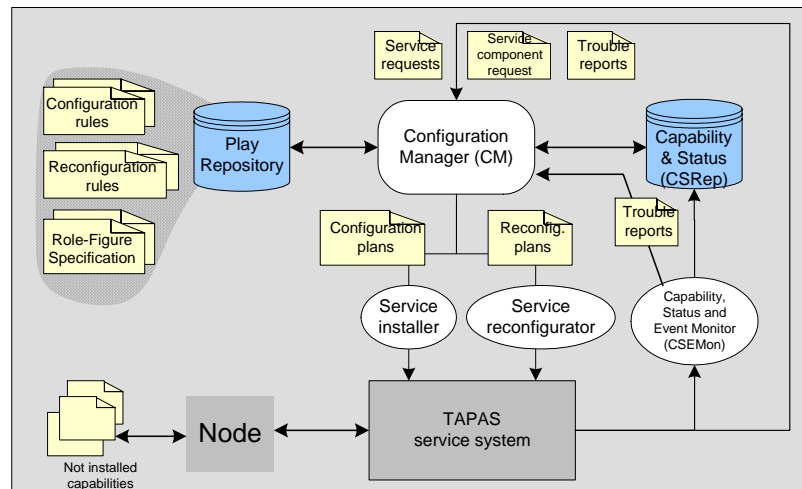 Service
requests
Service
component
request
Trouble
reports
Configuration
rules
Reconfiguration
rules
Role-Figure
Specification
Play
Repository
Configuration
Manager (CM)
Capability
& Status
(CSRep)
Configuration
plans
Reconfig.
plans
Trouble
reports
Service
installer
Service
reconfigurator
Capability,
Status and
Event Monitor
(CSEMon)
Not installed
capabilities
Node
TAPAS
service system